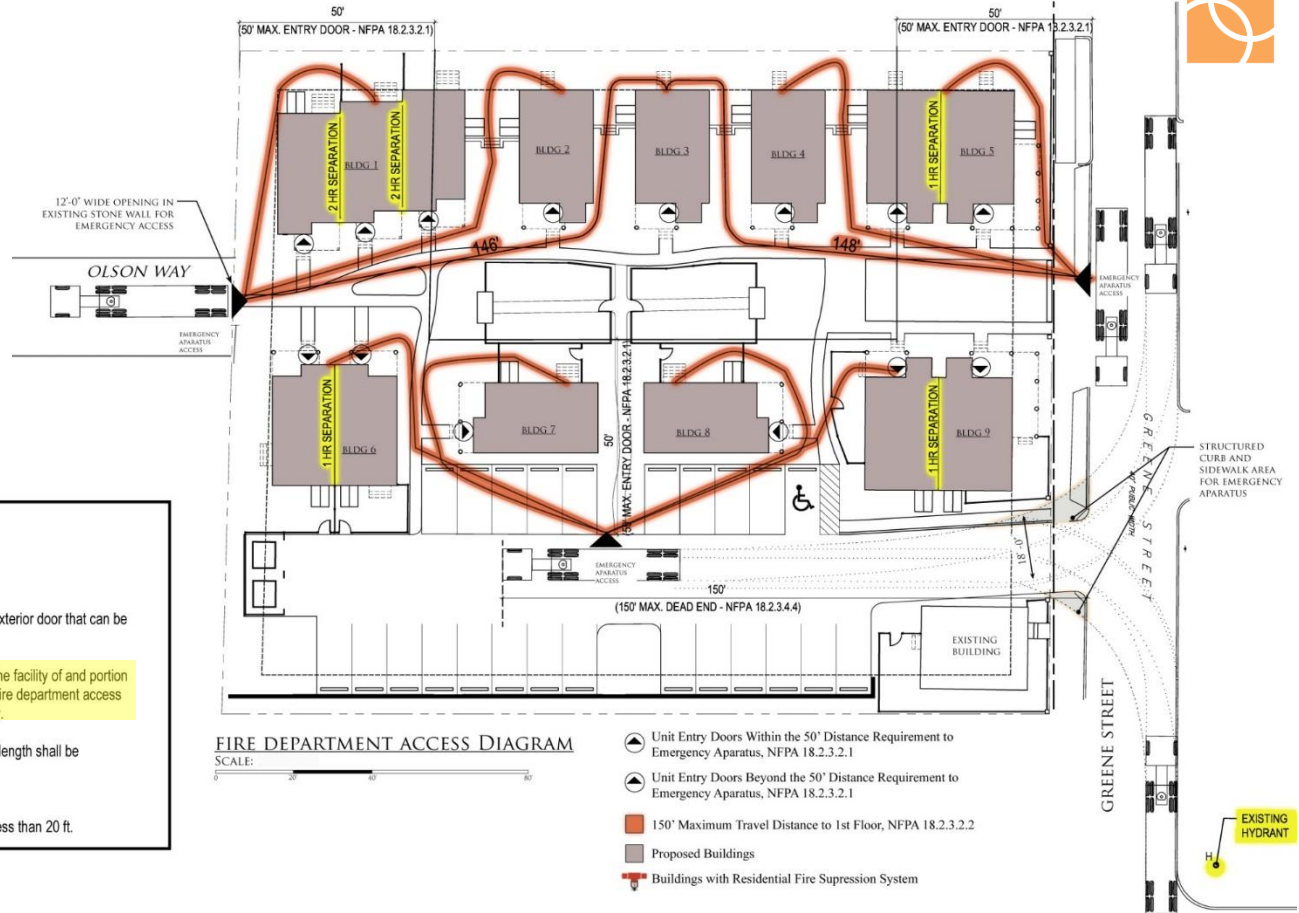 50'
(50' MAX. ENTRY DOOR - NFPA 18.2.3.2.1)
50'
(50' MAX. ENTRY DOOR - NFPA 18.2.3.2.1)
12'-0" WIDE OPENING IN
EXISTING STONE WALL FOR
EMERGENCY ACCESS
OLSON WAY
EMERGENCY
APARATUS
ACCESS
2 HR SEPARATION
BLDG 1
2 HR SEPARATION
BLDG 2
BLDG 3
BLDG 4
1 HR SEPARATION
BLDG 5
146'
148'
EMERGENCY
APARATUS
ACCESS
1 HR SEPARATION
BLDG 6
BLDG 7
50'
(50' MAX. ENTRY DOOR - NFPA 18.2.3.2.1)
BLDG 8
1 HR SEPARATION
BLDG 9
GREENE STREET
STRUCTURED
CURB AND
SIDEWALK AREA
FOR EMERGENCY
APARATUS
18'-0"
EMERGENCY
APARATUS
ACCESS
150'
(150' MAX. DEAD END - NFPA 18.2.3.4.4)
EXISTING
BUILDING
GREENE STREET
EXISTING
HYDRANT
H
xterior door that can be
ne facility of and portion
ire department access
length shall be
ess than 20 ft.
FIRE DEPARTMENT ACCESS DIAGRAM
SCALE:
0 20' 40' 80'
Unit Entry Doors Within the 50' Distance Requirement to
Emergency Aparatus, NFPA 18.2.3.2.1
Unit Entry Doors Beyond the 50' Distance Requirement to
Emergency Aparatus, NFPA 18.2.3.2.1
150' Maximum Travel Distance to 1st Floor, NFPA 18.2.3.2.2
Proposed Buildings
Buildings with Residential Fire Supression System